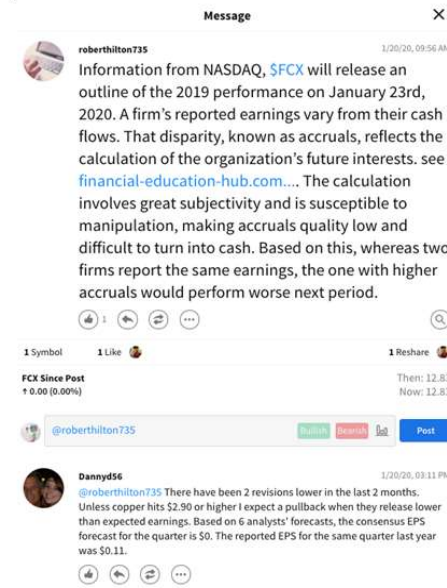 Message
roberthilton735
1/20/20, 09:56 AM
Information from NASDAQ, $FCX will release an
outline of the 2019 performance on January 23rd,
2020. A firm's reported earnings vary from their cash
flows. That disparity, known as accruals, reflects the
calculation of the organization's future interests. see
financial-education-hub.com.... The calculation
involves great subjectivity and is susceptible to
manipulation, making accruals quality low and
difficult to turn into cash. Based on this, whereas two
firms report the same earnings, the one with higher
accruals would perform worse next period.
1
1 Symbol 1 Like 1 Reshare
FCX Since Post Then: 12.8
↑ 0.00 (0.00%) Now: 12.8
@roberthilton735 Bullish Bearish Post
Dannyd56
1/20/20, 03:11 PM
@roberthilton735 There have been 2 revisions lower in the last 2 months.
Unless copper hits $2.90 or higher I expect a pullback when they release lower
than expected earnings. Based on 6 analysts' forecasts, the consensus EPS
forecast for the quarter is $0. The reported EPS for the same quarter last year
was $0.11.